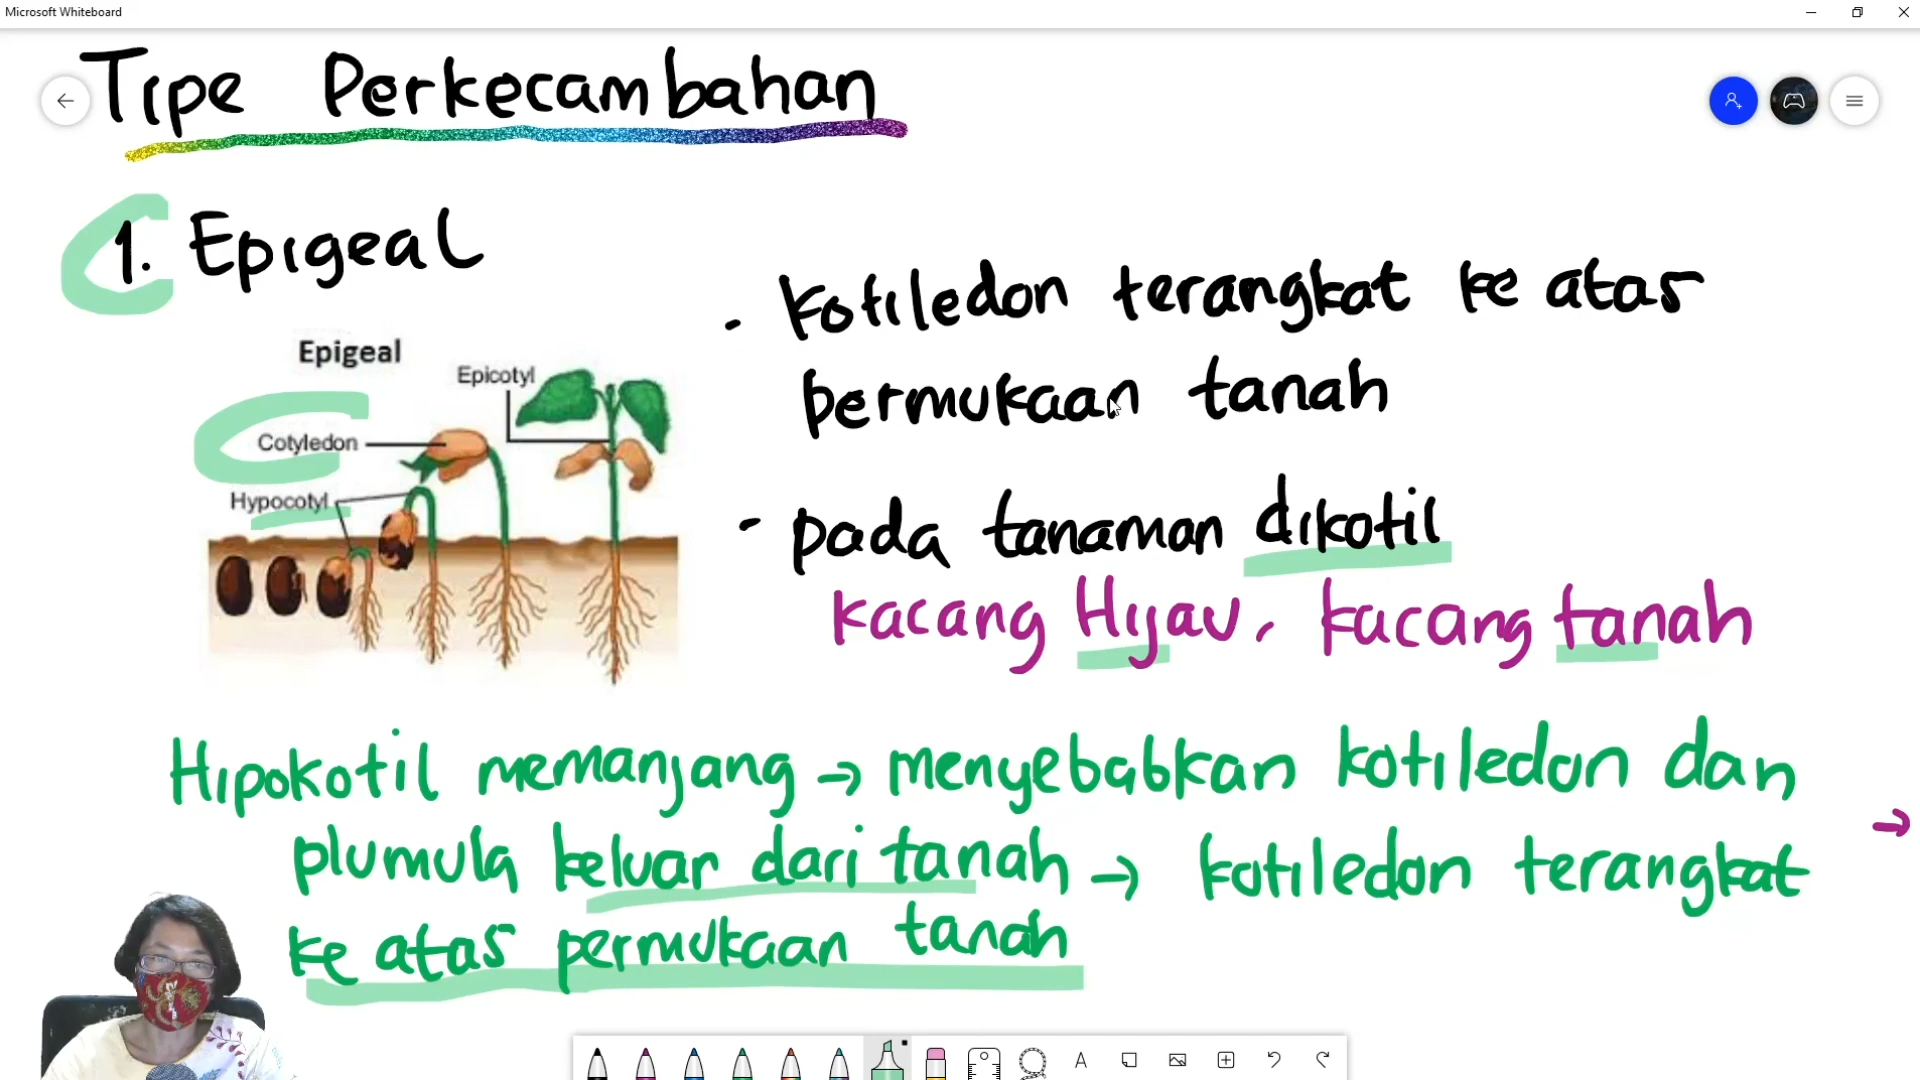 Microsoft Whiteboard
Tipe Perkecambahan
1. Epigeal
Epigeal
Epicotyl
Cotyledon
Hypocotyl
- Kotiledon terangkat ke atas
permukaan tanah
- pada tanaman dikotil
kacang Hijau, kacang tanah
Hipokotil memanjang → menyebabkan kotiledon dan
plumula keluar dari tanah → kotiledon terangkat
ke atas permukaan tanah
→
A